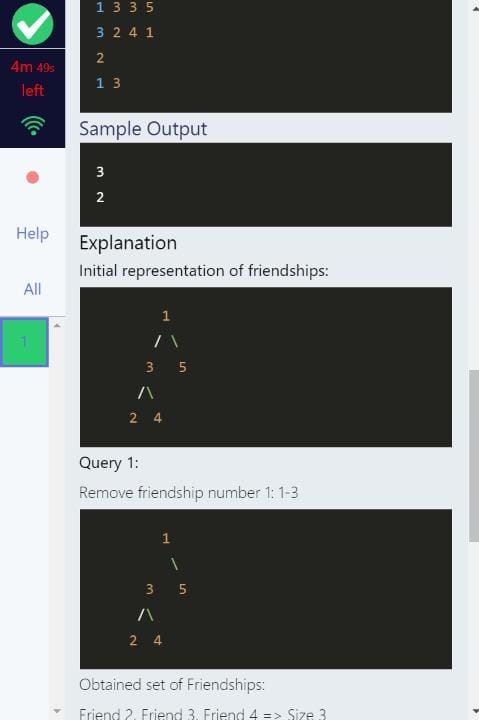 4m 49s
left
Help
All
1
1 3 3 5
3 2 4 1
2
1 3
Sample Output
3
2
Explanation
Initial representation of friendships:
1
/ \
3 5
/\
2 4
Query 1:
Remove friendship number 1: 1-3
1
\
3 5
/\
2 4
Obtained set of Friendships:
Friend 2, Friend 3, Friend 4 => Size 3